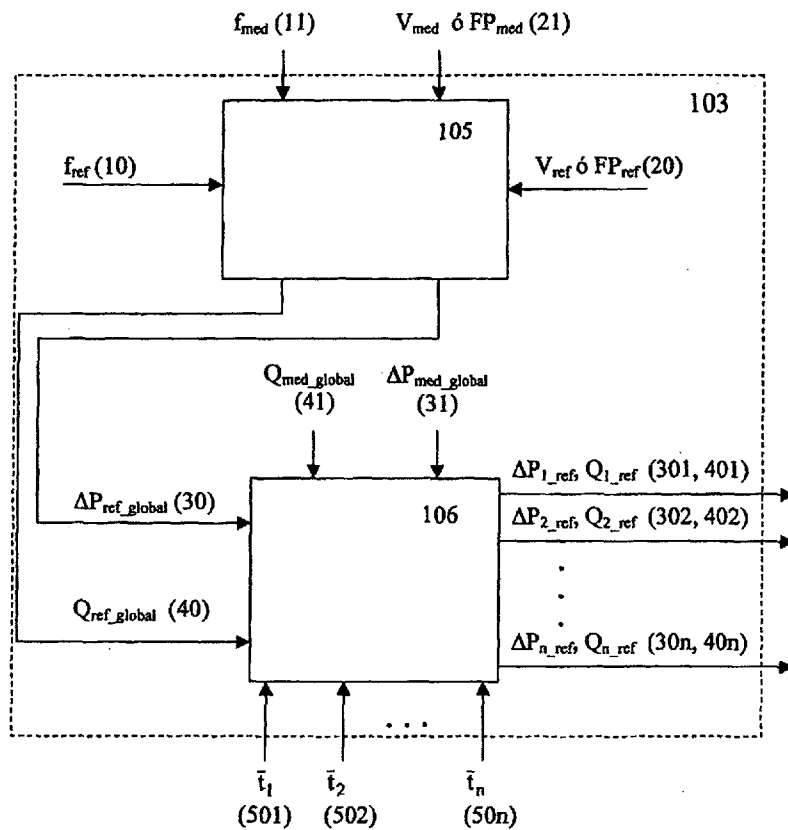 f_med (11)
V_med ó FP_med (21)
103
105
f_ref (10)
V_ref ó FP_ref (20)
Q_med_global
(41)
ΔP_med_global
(31)
106
ΔP_ref_global (30)
Q_ref_global (40)
ΔP_1_ref, Q_1_ref (301, 401)
ΔP_2_ref, Q_2_ref (302, 402)
.
.
.
ΔP_n_ref, Q_n_ref (30n, 40n)
. . .
t̄_1
(501)
t̄_2
(502)
t̄_n
(50n)